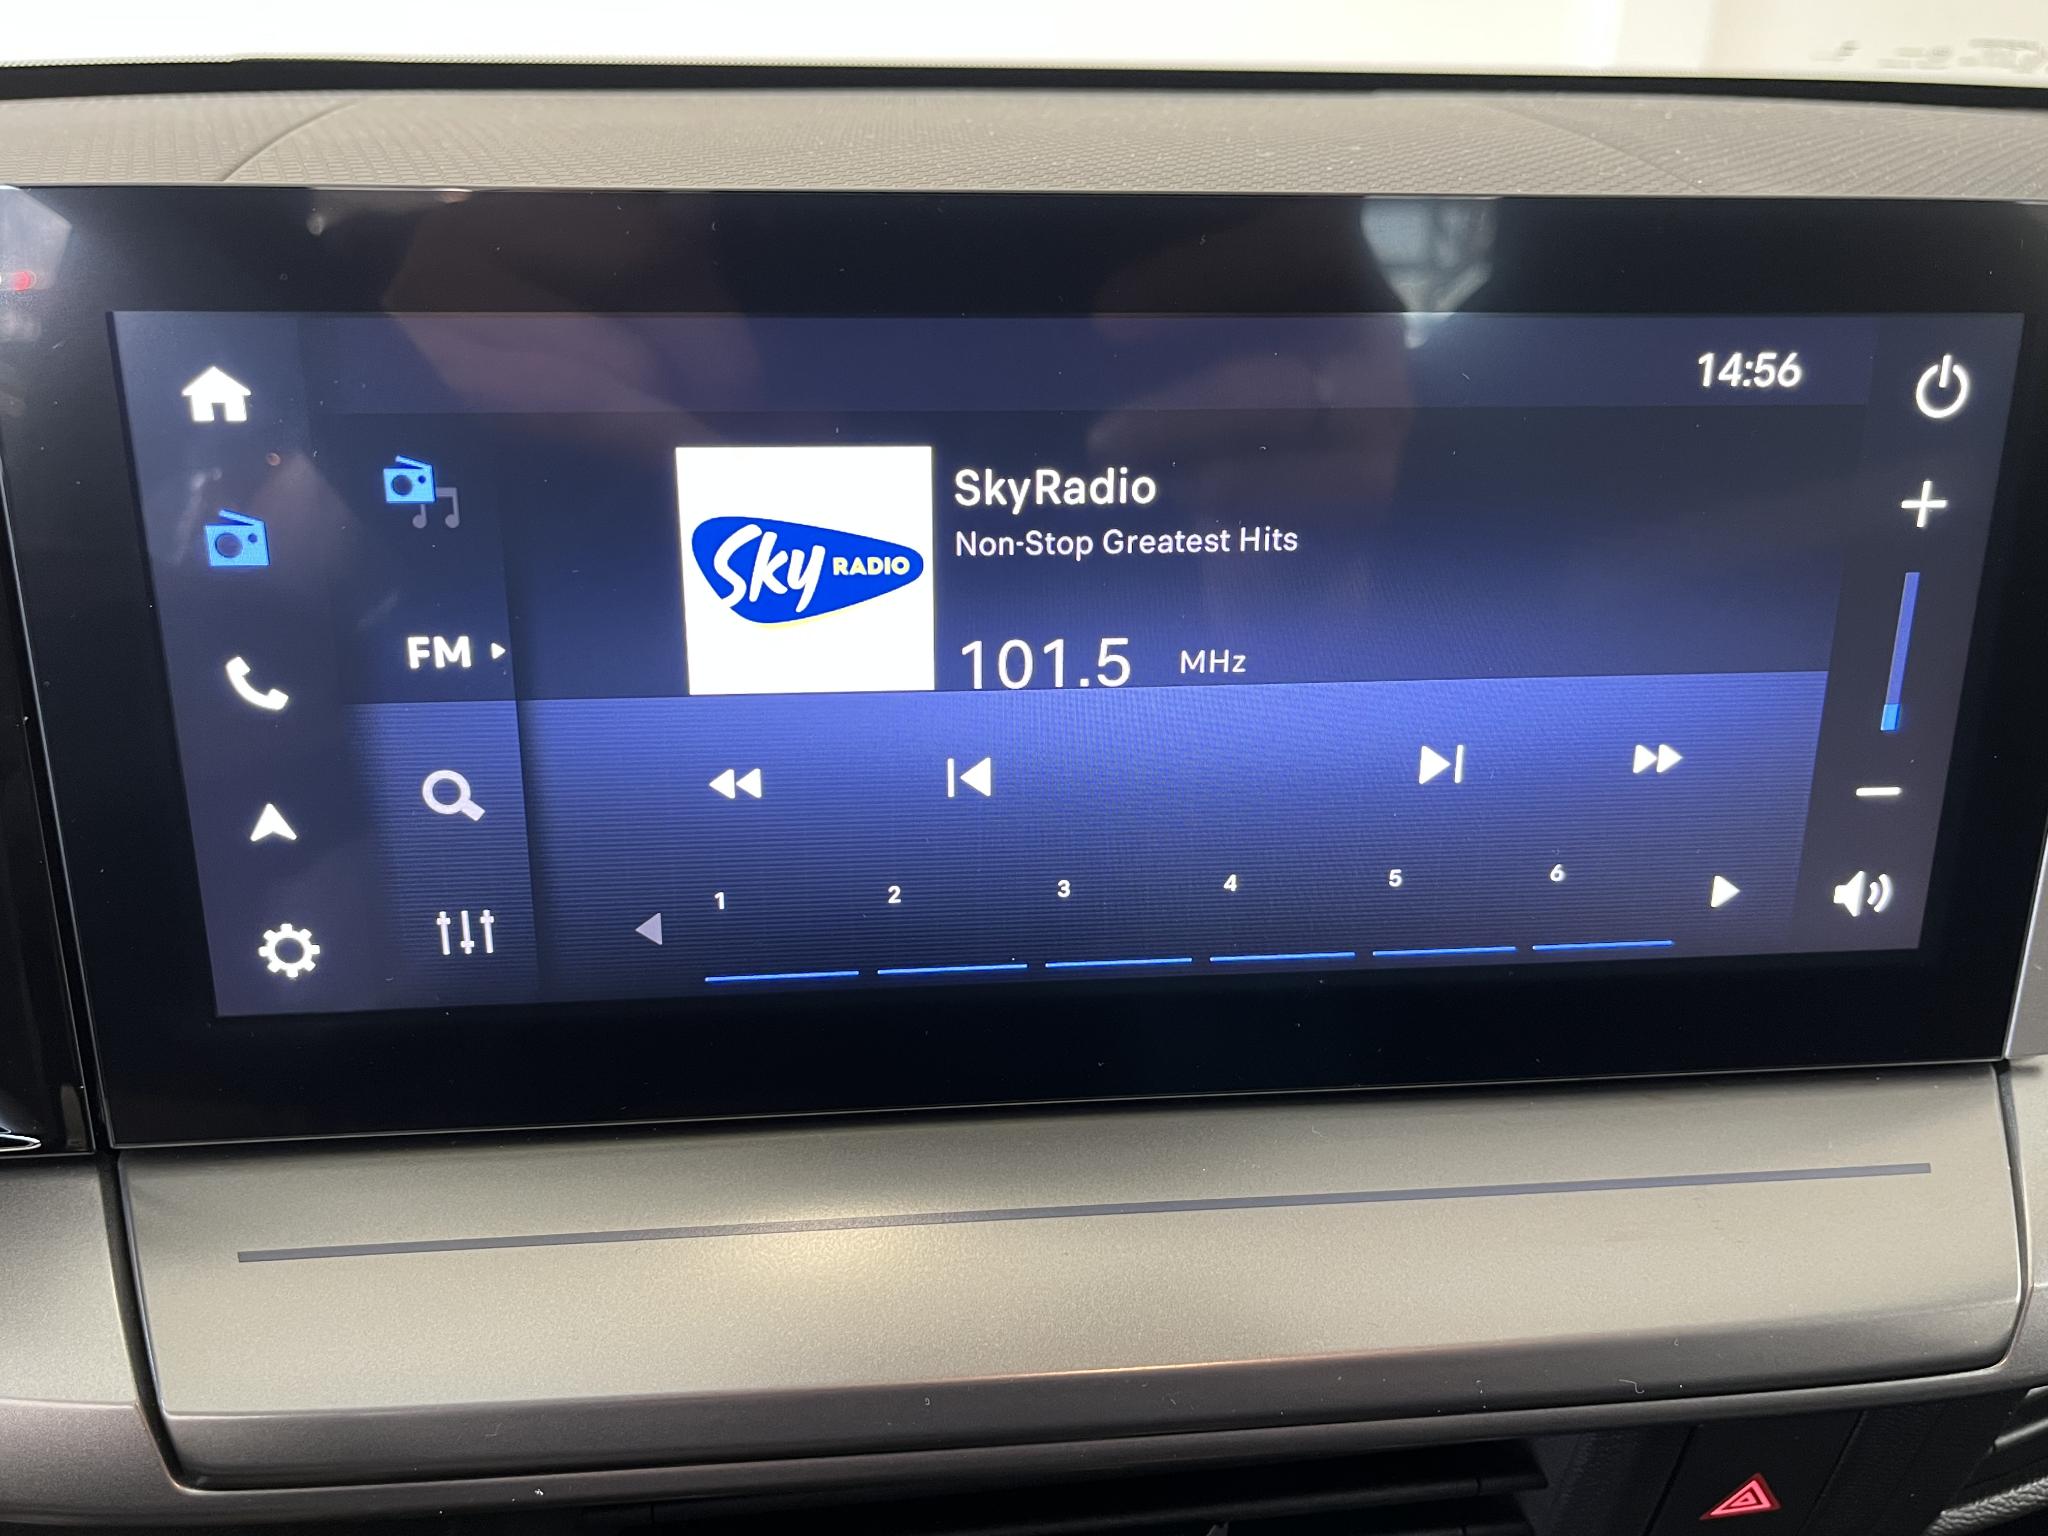 14:56
SkyRadio
Non-Stop Greatest Hits
Sky RADIO
FM
101.5 MHz
1 2 3 4 5 6